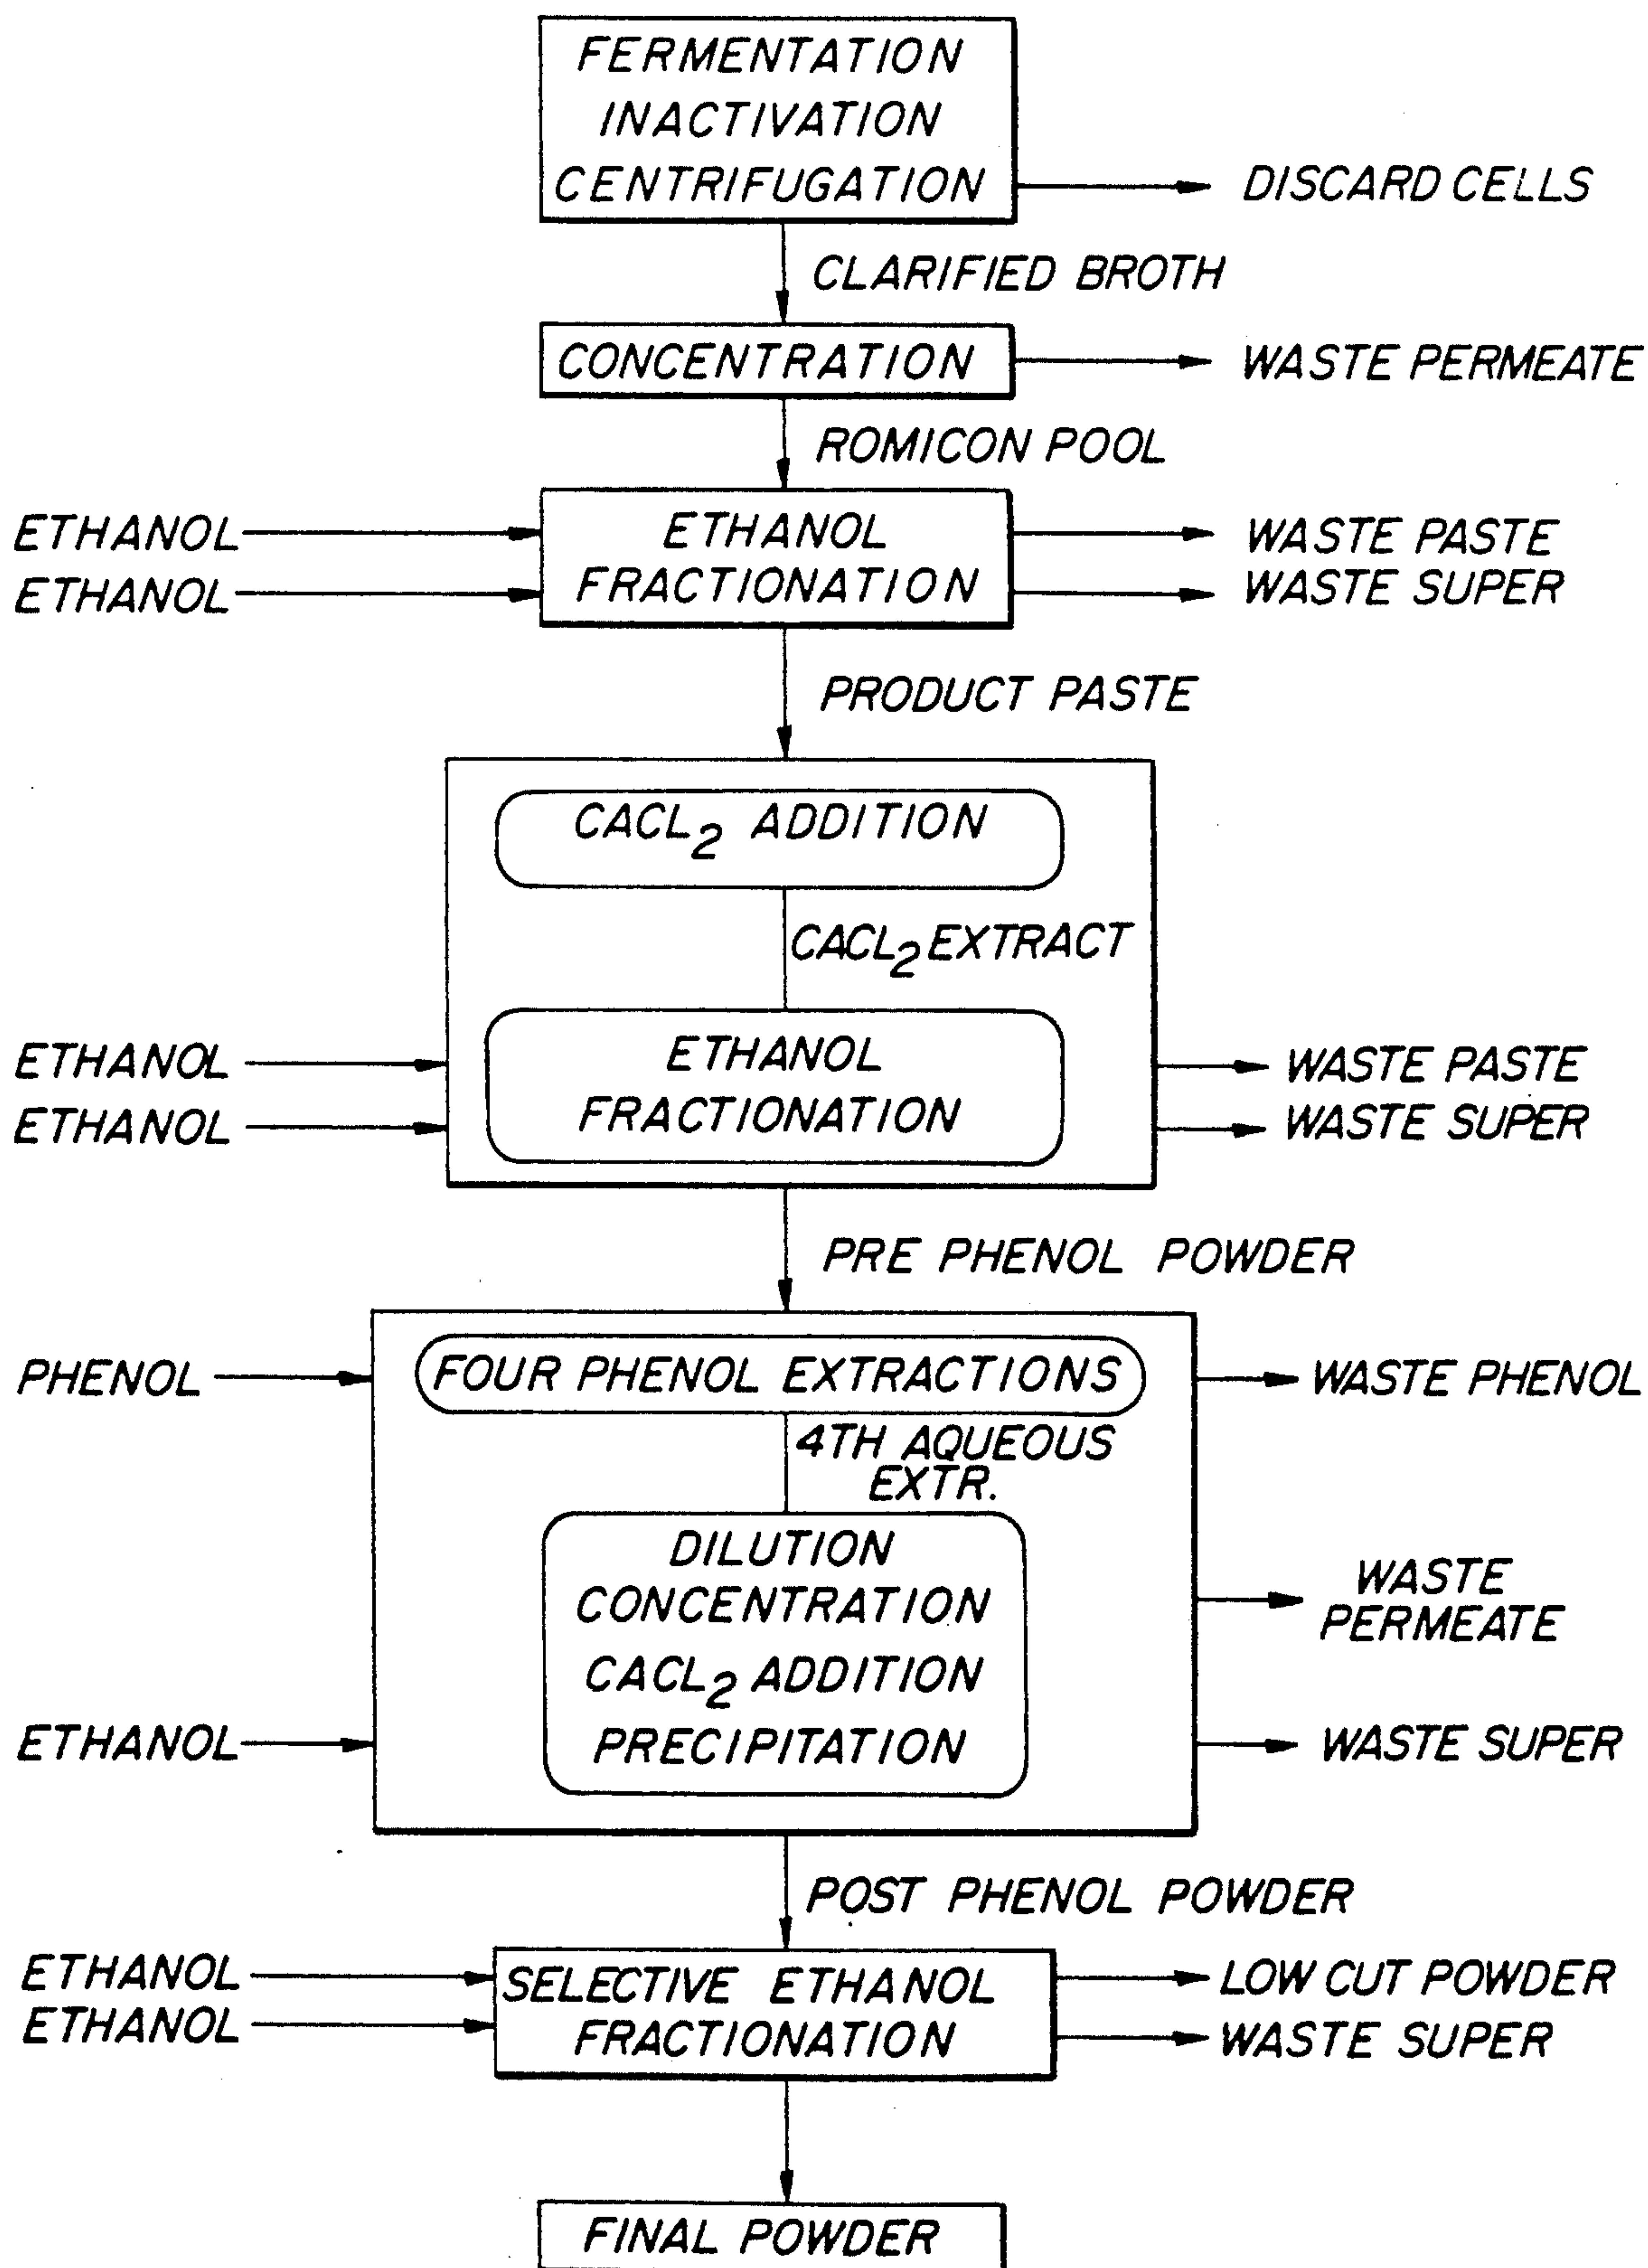 FERMENTATION
INACTIVATION
CENTRIFUGATION
DISCARD CELLS
CLARIFIED BROTH
CONCENTRATION
WASTE PERMEATE
ROMICON POOL
ETHANOL
ETHANOL
ETHANOL
FRACTIONATION
WASTE PASTE
WASTE SUPER
PRODUCT PASTE
CACL2 ADDITION
CACL2 EXTRACT
ETHANOL
ETHANOL
ETHANOL
FRACTIONATION
WASTE PASTE
WASTE SUPER
PRE PHENOL POWDER
PHENOL
FOUR PHENOL EXTRACTIONS
WASTE PHENOL
4TH AQUEOUS
EXTR.
DILUTION
CONCENTRATION
CACL2 ADDITION
PRECIPITATION
WASTE
PERMEATE
ETHANOL
WASTE SUPER
POST PHENOL POWDER
ETHANOL
ETHANOL
SELECTIVE ETHANOL
FRACTIONATION
LOW CUT POWDER
WASTE SUPER
FINAL POWDER